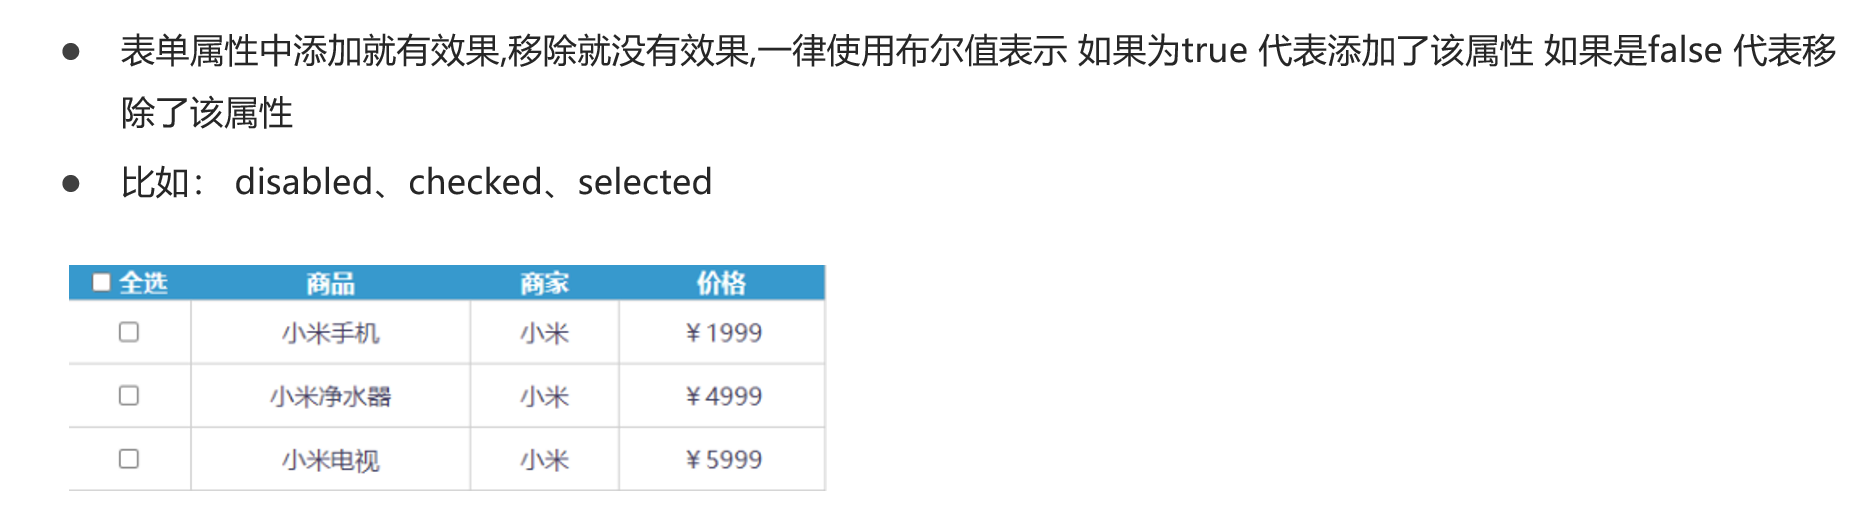 ● 表单属性中添加就有效果,移除就没有效果,一律使用布尔值表示 如果为true 代表添加了该属性 如果是false 代表移
除了该属性
● 比如： disabled、checked、selected
全选 商品 商家 价格
小米手机 小米 ￥1999
小米净水器 小米 ￥4999
小米电视 小米 ￥5999